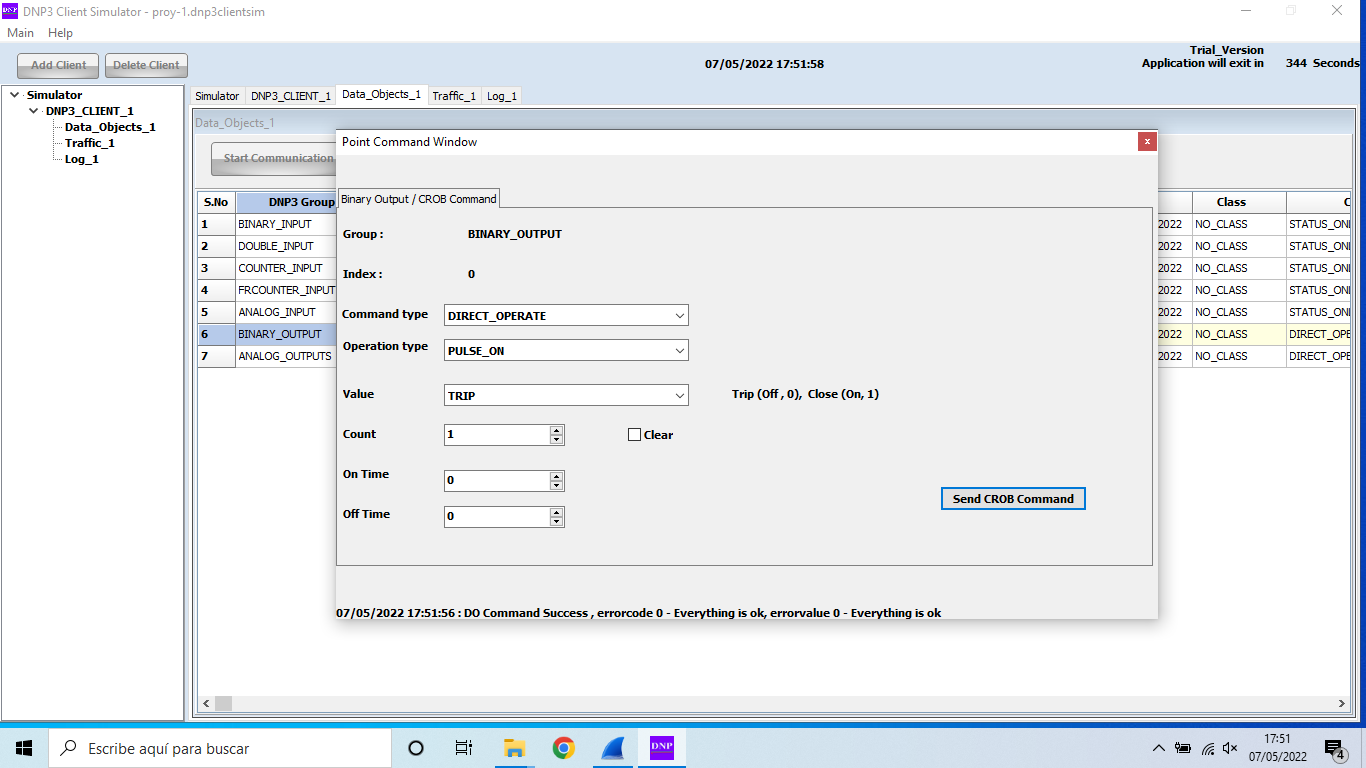 DNP3 Client Simulator - proy-1.dnp3clientsim
Main Help
Add Client Delete Client
07/05/2022 17:51:58
Trial_Version
Application will exit in 344 Seconds
Simulator
DNP3_CLIENT_1
Data_Objects_1
Traffic_1
Log_1
Simulator DNP3_CLIENT_1 Data_Objects_1 Traffic_1 Log_1
Data_Objects_1
Start Communication
S.No DNP3 Group Class C
1 BINARY_INPUT 2022 NO_CLASS STATUS_ONL
2 DOUBLE_INPUT 2022 NO_CLASS STATUS_ONL
3 COUNTER_INPUT 2022 NO_CLASS STATUS_ONL
4 FRCOUNTER_INPUT 2022 NO_CLASS STATUS_ONL
5 ANALOG_INPUT 2022 NO_CLASS STATUS_ONL
6 BINARY_OUTPUT 2022 NO_CLASS DIRECT_OPE
7 ANALOG_OUTPUTS 2022 NO_CLASS DIRECT_OPE
Point Command Window
Binary Output / CROB Command
Group : BINARY_OUTPUT
Index : 0
Command type DIRECT_OPERATE
Operation type PULSE_ON
Value TRIP Trip (Off , 0), Close (On, 1)
Count 1 Clear
On Time 0
Send CROB Command
Off Time 0
07/05/2022 17:51:56 : DO Command Success , errorcode 0 - Everything is ok, errorvalue 0 - Everything is ok
Escribe aquí para buscar
DNP
17:51
07/05/2022
4